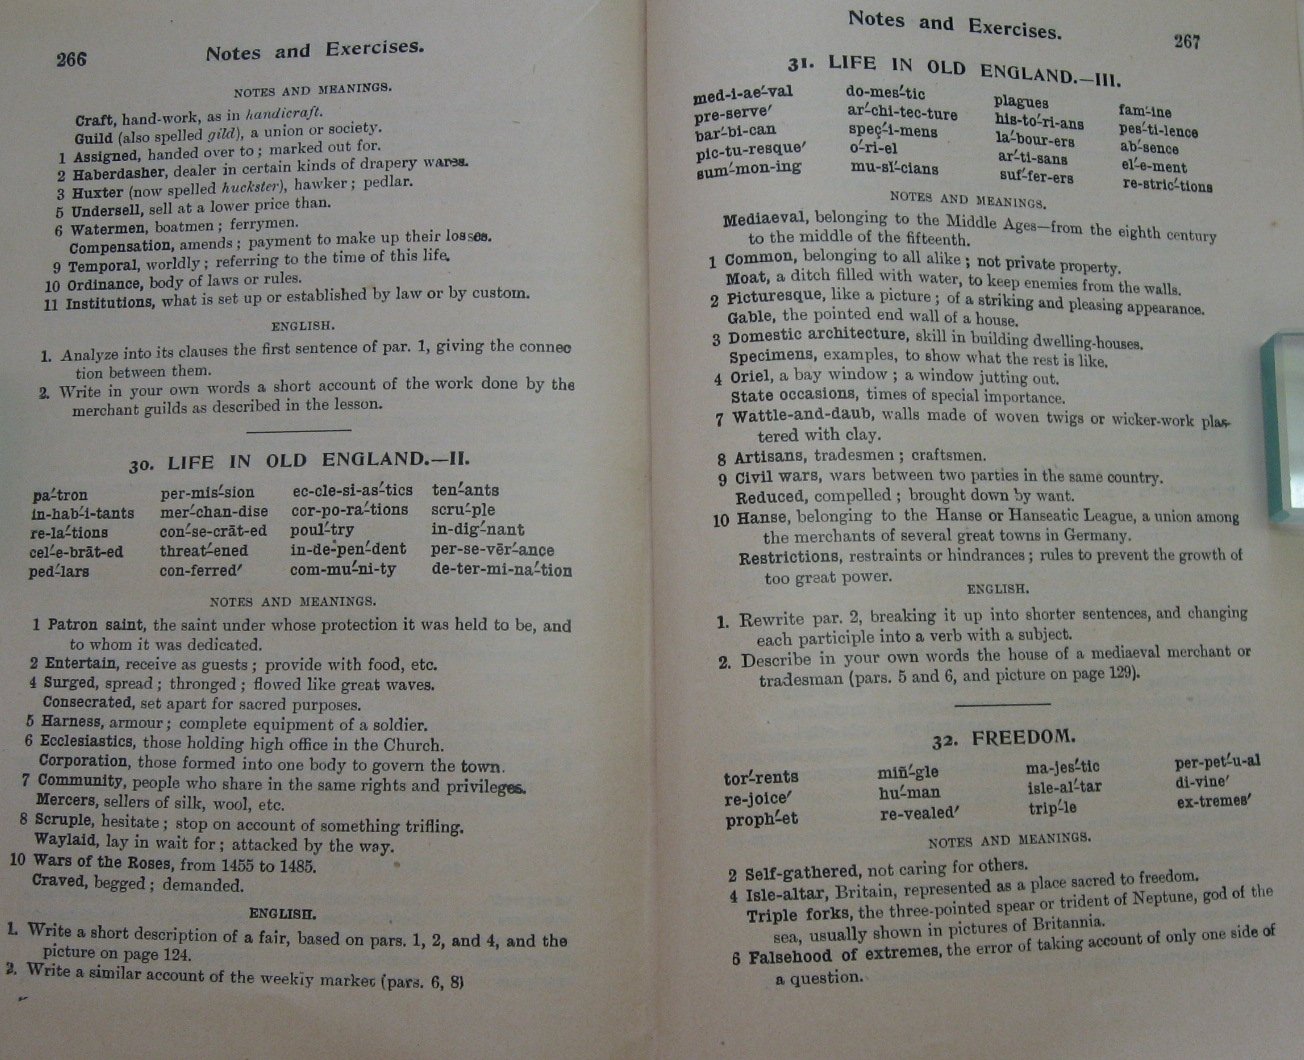 266 Notes and Exercises.
NOTES AND MEANINGS.
Craft, hand-work, as in handicraft.
Guild (also spelled gild), a union or society.
1 Assigned, handed over to; marked out for.
2 Haberdasher, dealer in certain kinds of drapery wares.
3 Huxter (now spelled huckster), hawker; pedlar.
5 Undersell, sell at a lower price than.
6 Watermen, boatmen; ferrymen.
Compensation, amends; payment to make up their losses.
9 Temporal, worldly; referring to the time of this life.
10 Ordinance, body of laws or rules.
11 Institutions, what is set up or established by law or by custom.
ENGLISH.
1. Analyze into its clauses the first sentence of par. 1, giving the connec
tion between them.
2. Write in your own words a short account of the work done by the
merchant guilds as described in the lesson.
30. LIFE IN OLD ENGLAND.—II.
pa′-tron per-mis′-sion ec-cle-si-as′-tics ten′-ants
in-hab′-i-tants mer′-chan-dise cor-po-ra′-tions scru′-ple
re-la′-tions con′-se-crāt-ed poul′-try in-dig′-nant
cel′-e-brāt-ed threat′-ened in-de-pen′-dent per-se-vēr′-ance
ped′-lars con-ferred′ com-mu′-ni-ty de-ter-mi-na′-tion
NOTES AND MEANINGS.
1 Patron saint, the saint under whose protection it was held to be, and
to whom it was dedicated.
2 Entertain, receive as guests; provide with food, etc.
4 Surged, spread; thronged; flowed like great waves.
Consecrated, set apart for sacred purposes.
5 Harness, armour; complete equipment of a soldier.
6 Ecclesiastics, those holding high office in the Church.
Corporation, those formed into one body to govern the town.
7 Community, people who share in the same rights and privileges.
Mercers, sellers of silk, wool, etc.
8 Scruple, hesitate; stop on account of something trifling.
Waylaid, lay in wait for; attacked by the way.
10 Wars of the Roses, from 1455 to 1485.
Craved, begged; demanded.
ENGLISH.
1. Write a short description of a fair, based on pars. 1, 2, and 4, and the
picture on page 124.
2. Write a similar account of the weekly market (pars. 6, 8)
Notes and Exercises. 267
31. LIFE IN OLD ENGLAND.—III.
med-i-ae′-val do-mes′-tic plagues fam′-ine
pre-serve′ ar′-chi-tec-ture his-to′-ri-ans pes′-ti-lence
bar′-bi-can speç′-i-mens la′-bour-ers ab′-sence
pic-tu-resque′ o′-ri-el ar′-ti-sans el′-e-ment
sum′-mon-ing mu-si′-cians suf′-fer-ers re-stric′-tions
NOTES AND MEANINGS.
Mediaeval, belonging to the Middle Ages—from the eighth century
to the middle of the fifteenth.
1 Common, belonging to all alike; not private property.
Moat, a ditch filled with water, to keep enemies from the walls.
2 Picturesque, like a picture; of a striking and pleasing appearance.
Gable, the pointed end wall of a house.
3 Domestic architecture, skill in building dwelling-houses.
Specimens, examples, to show what the rest is like.
4 Oriel, a bay window; a window jutting out.
State occasions, times of special importance.
7 Wattle-and-daub, walls made of woven twigs or wicker-work plas-
tered with clay.
8 Artisans, tradesmen; craftsmen.
9 Civil wars, wars between two parties in the same country.
Reduced, compelled; brought down by want.
10 Hanse, belonging to the Hanse or Hanseatic League, a union among
the merchants of several great towns in Germany.
Restrictions, restraints or hindrances; rules to prevent the growth of
too great power.
ENGLISH.
1. Rewrite par. 2, breaking it up into shorter sentences, and changing
each participle into a verb with a subject.
2. Describe in your own words the house of a mediaeval merchant or
tradesman (pars. 5 and 6, and picture on page 129).
32. FREEDOM.
tor′-rents miñ′-gle ma-jes′-tic per-pet′-u-al
re-joice′ hu′-man isle-al′-tar di-vine′
proph′-et re-vealed′ trip′-le ex-tremes′
NOTES AND MEANINGS.
2 Self-gathered, not caring for others.
4 Isle-altar, Britain, represented as a place sacred to freedom.
Triple forks, the three-pointed spear or trident of Neptune, god of the
sea, usually shown in pictures of Britannia.
6 Falsehood of extremes, the error of taking account of only one side of
a question.